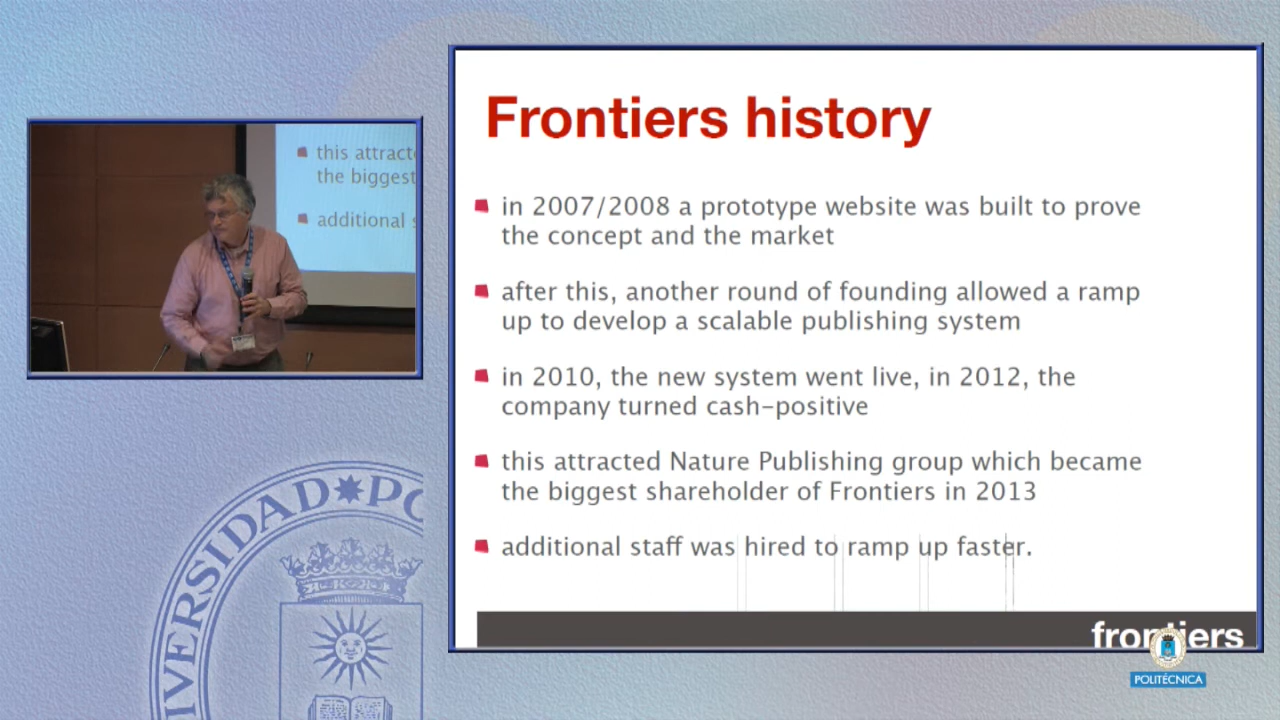 Frontiers history
in 2007/2008 a prototype website was built to prove
the concept and the market
after this, another round of founding allowed a ramp
up to develop a scalable publishing system
in 2010, the new system went live, in 2012, the
company turned cash-positive
this attracted Nature Publishing group which became
the biggest shareholder of Frontiers in 2013
additional staff was hired to ramp up faster.
frontiers
POLITÉCNICA
this attract
the biggest
additional s
IVERSIDAD PO